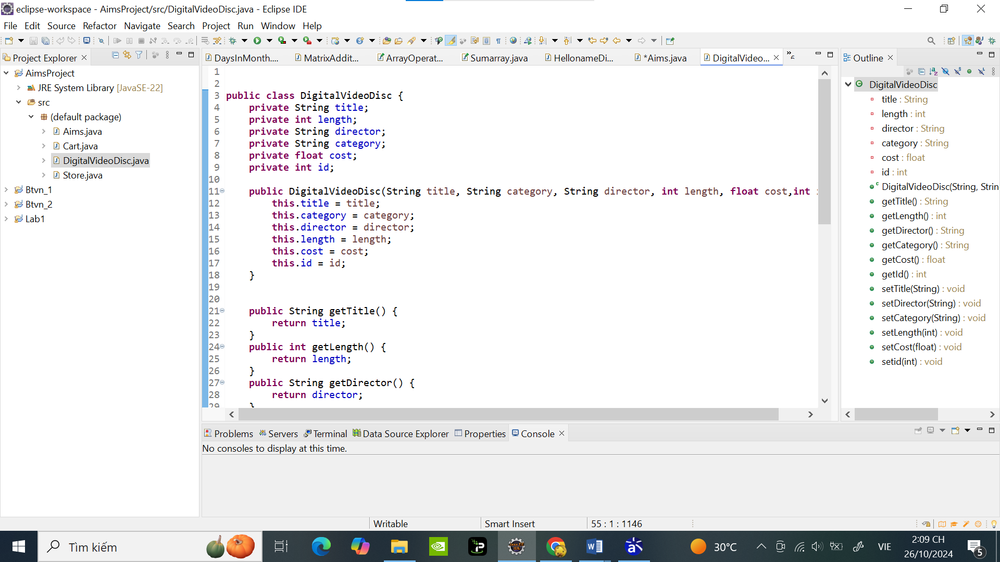 eclipse-workspace - AimsProject/src/DigitalVideoDisc.java - Eclipse IDE
File Edit Source Refactor Navigate Search Project Run Window Help
Project Explorer
AimsProject
JRE System Library [JavaSE-22]
src
(default package)
Aims.java
Cart.java
DigitalVideoDisc.java
Store.java
Btvn_1
Btvn_2
Lab1
DaysInMonth.... MatrixAddit... ArrayOperat... Sumarray.java HellonameDi... *Aims.java DigitalVideo... »6
1
2
3 public class DigitalVideoDisc {
4 private String title;
5 private int length;
6 private String director;
7 private String category;
8 private float cost;
9 private int id;
10
11 public DigitalVideoDisc(String title, String category, String director, int length, float cost,int
12 this.title = title;
13 this.category = category;
14 this.director = director;
15 this.length = length;
16 this.cost = cost;
17 this.id = id;
18 }
19
20
21 public String getTitle() {
22 return title;
23 }
24 public int getLength() {
25 return length;
26 }
27 public String getDirector() {
28 return director;
29 }
Outline
DigitalVideoDisc
title : String
length : int
director : String
category : String
cost : float
id : int
DigitalVideoDisc(String, Strin
getTitle() : String
getLength() : int
getDirector() : String
getCategory() : String
getCost() : float
getId() : int
setTitle(String) : void
setDirector(String) : void
setCategory(String) : void
setLength(int) : void
setCost(float) : void
setid(int) : void
Problems Servers Terminal Data Source Explorer Properties Console
No consoles to display at this time.
Writable Smart Insert 55 : 1 : 1146
Tìm kiếm
30°C VIE
2:09 CH
26/10/2024
5